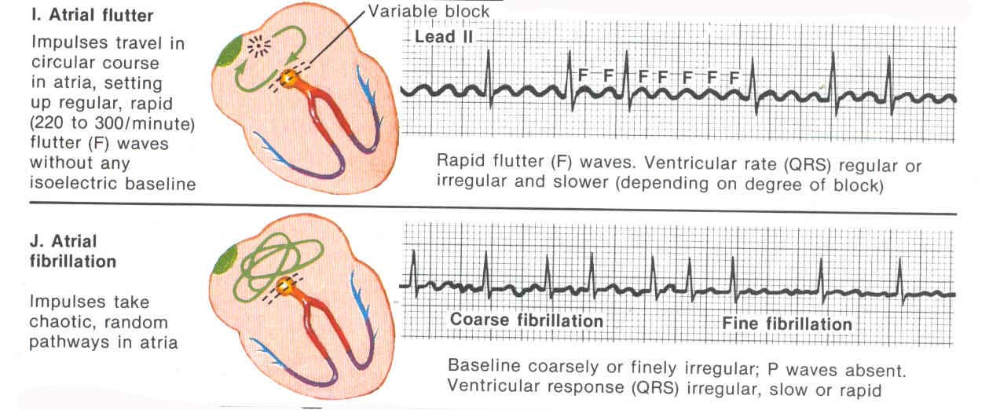 I. Atrial flutter
Impulses travel in
circular course
in atria, setting
up regular, rapid
(220 to 300/minute)
flutter (F) waves
without any
isoelectric baseline
Variable block
Lead II
F F F F F F F
Rapid flutter (F) waves. Ventricular rate (QRS) regular or
irregular and slower (depending on degree of block)
J. Atrial
fibrillation
Impulses take
chaotic, random
pathways in atria
Coarse fibrillation
Fine fibrillation
Baseline coarsely or finely irregular; P waves absent.
Ventricular response (QRS) irregular, slow or rapid